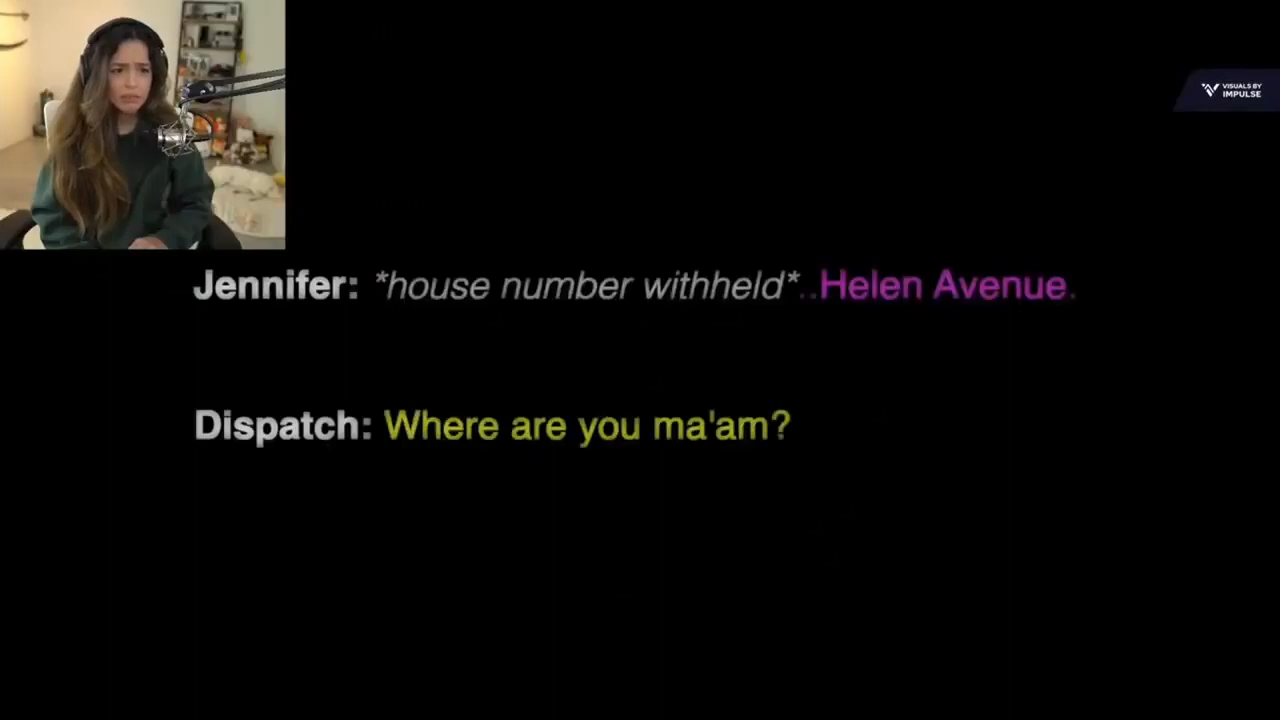 VISUALS BY
IMPULSE
Jennifer: *house number withheld*..Helen Avenue.
Dispatch: Where are you ma'am?